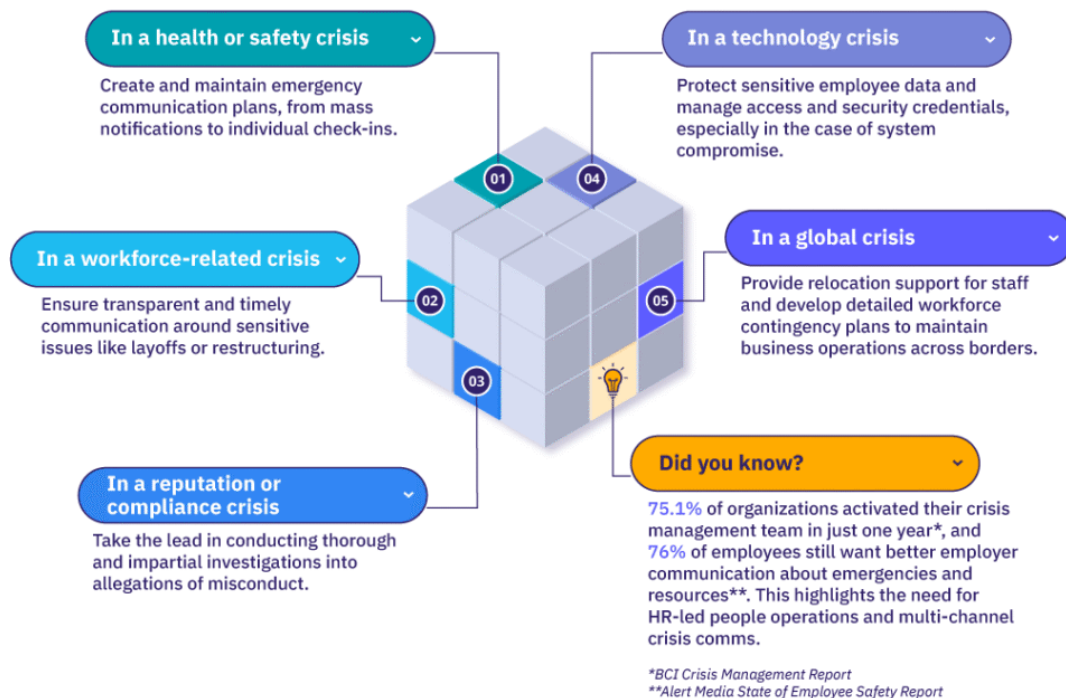 In a health or safety crisis
Create and maintain emergency
communication plans, from mass
notifications to individual check-ins.
01
In a technology crisis
Protect sensitive employee data and
manage access and security credentials,
especially in the case of system
compromise.
04
In a workforce-related crisis
Ensure transparent and timely
communication around sensitive
issues like layoffs or restructuring.
02
In a global crisis
Provide relocation support for staff
and develop detailed workforce
contingency plans to maintain
business operations across borders.
05
03
In a reputation or
compliance crisis
Take the lead in conducting thorough
and impartial investigations into
allegations of misconduct.
Did you know?
75.1% of organizations activated their crisis
management team in just one year*, and
76% of employees still want better employer
communication about emergencies and
resources**. This highlights the need for
HR-led people operations and multi-channel
crisis comms.
*BCI Crisis Management Report
**Alert Media State of Employee Safety Report